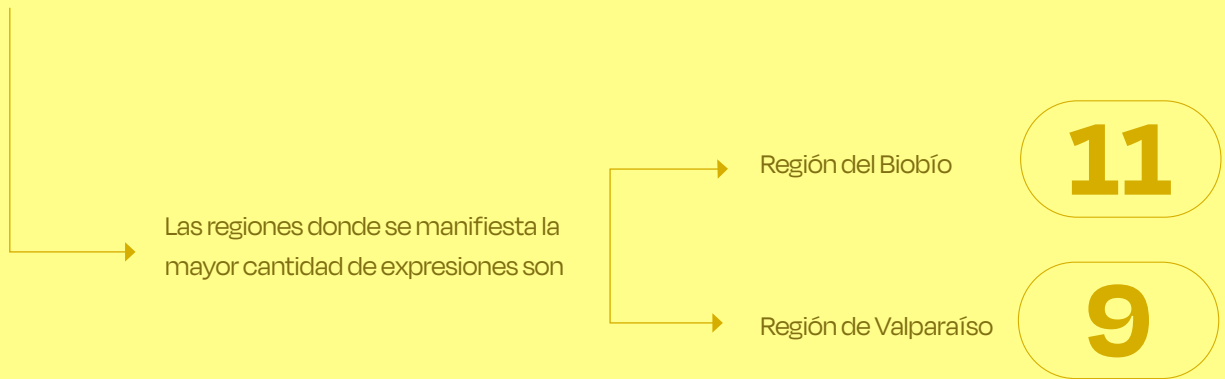 Región del Biobío
11
Las regiones donde se manifiesta la
mayor cantidad de expresiones son
Región de Valparaíso
9